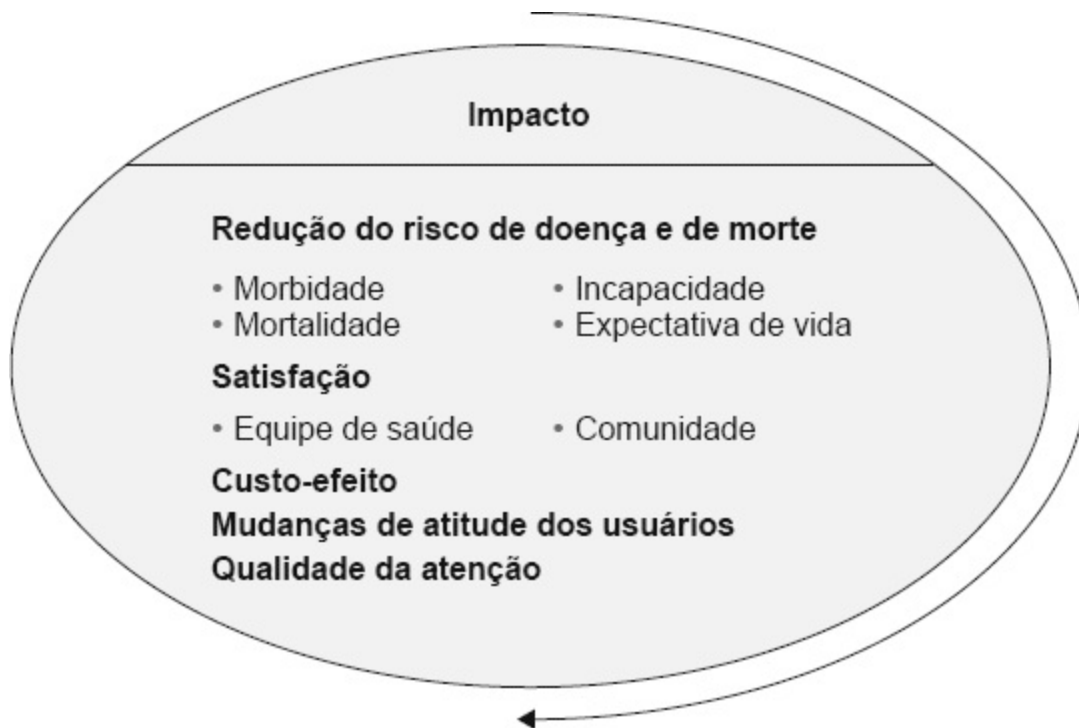 Impacto
Redução do risco de doença e de morte
• Morbidade • Incapacidade
• Mortalidade • Expectativa de vida
Satisfação
• Equipe de saúde • Comunidade
Custo-efeito
Mudanças de atitude dos usuários
Qualidade da atenção